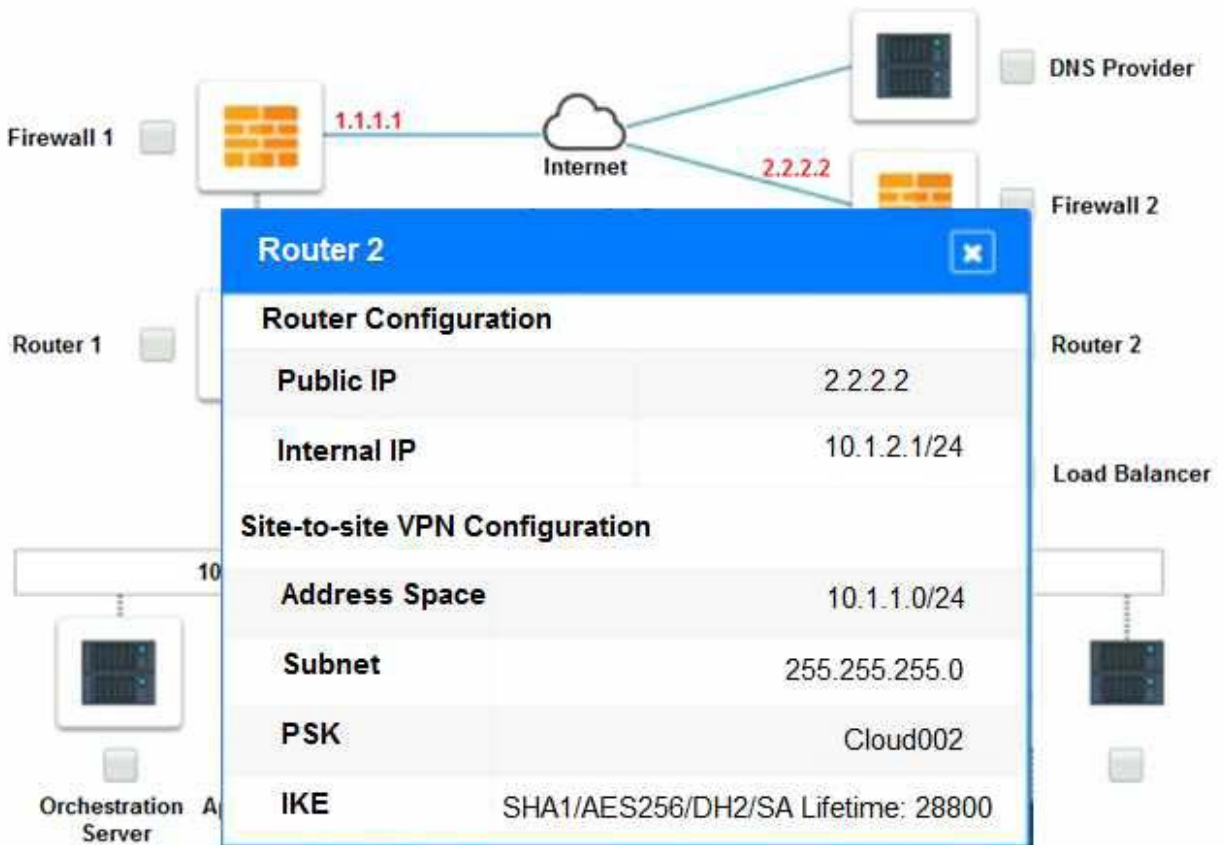 DNS Provider
Firewall 1
1.1.1.1
Internet
2.2.2.2
Firewall 2
Router 2
Router Configuration
Router 1
Router 2
Public IP 2.2.2.2
Internal IP 10.1.2.1/24
Load Balancer
Site-to-site VPN Configuration
10
Address Space 10.1.1.0/24
Subnet 255.255.255.0
PSK Cloud002
IKE SHA1/AES256/DH2/SA Lifetime: 28800
Orchestration
Server